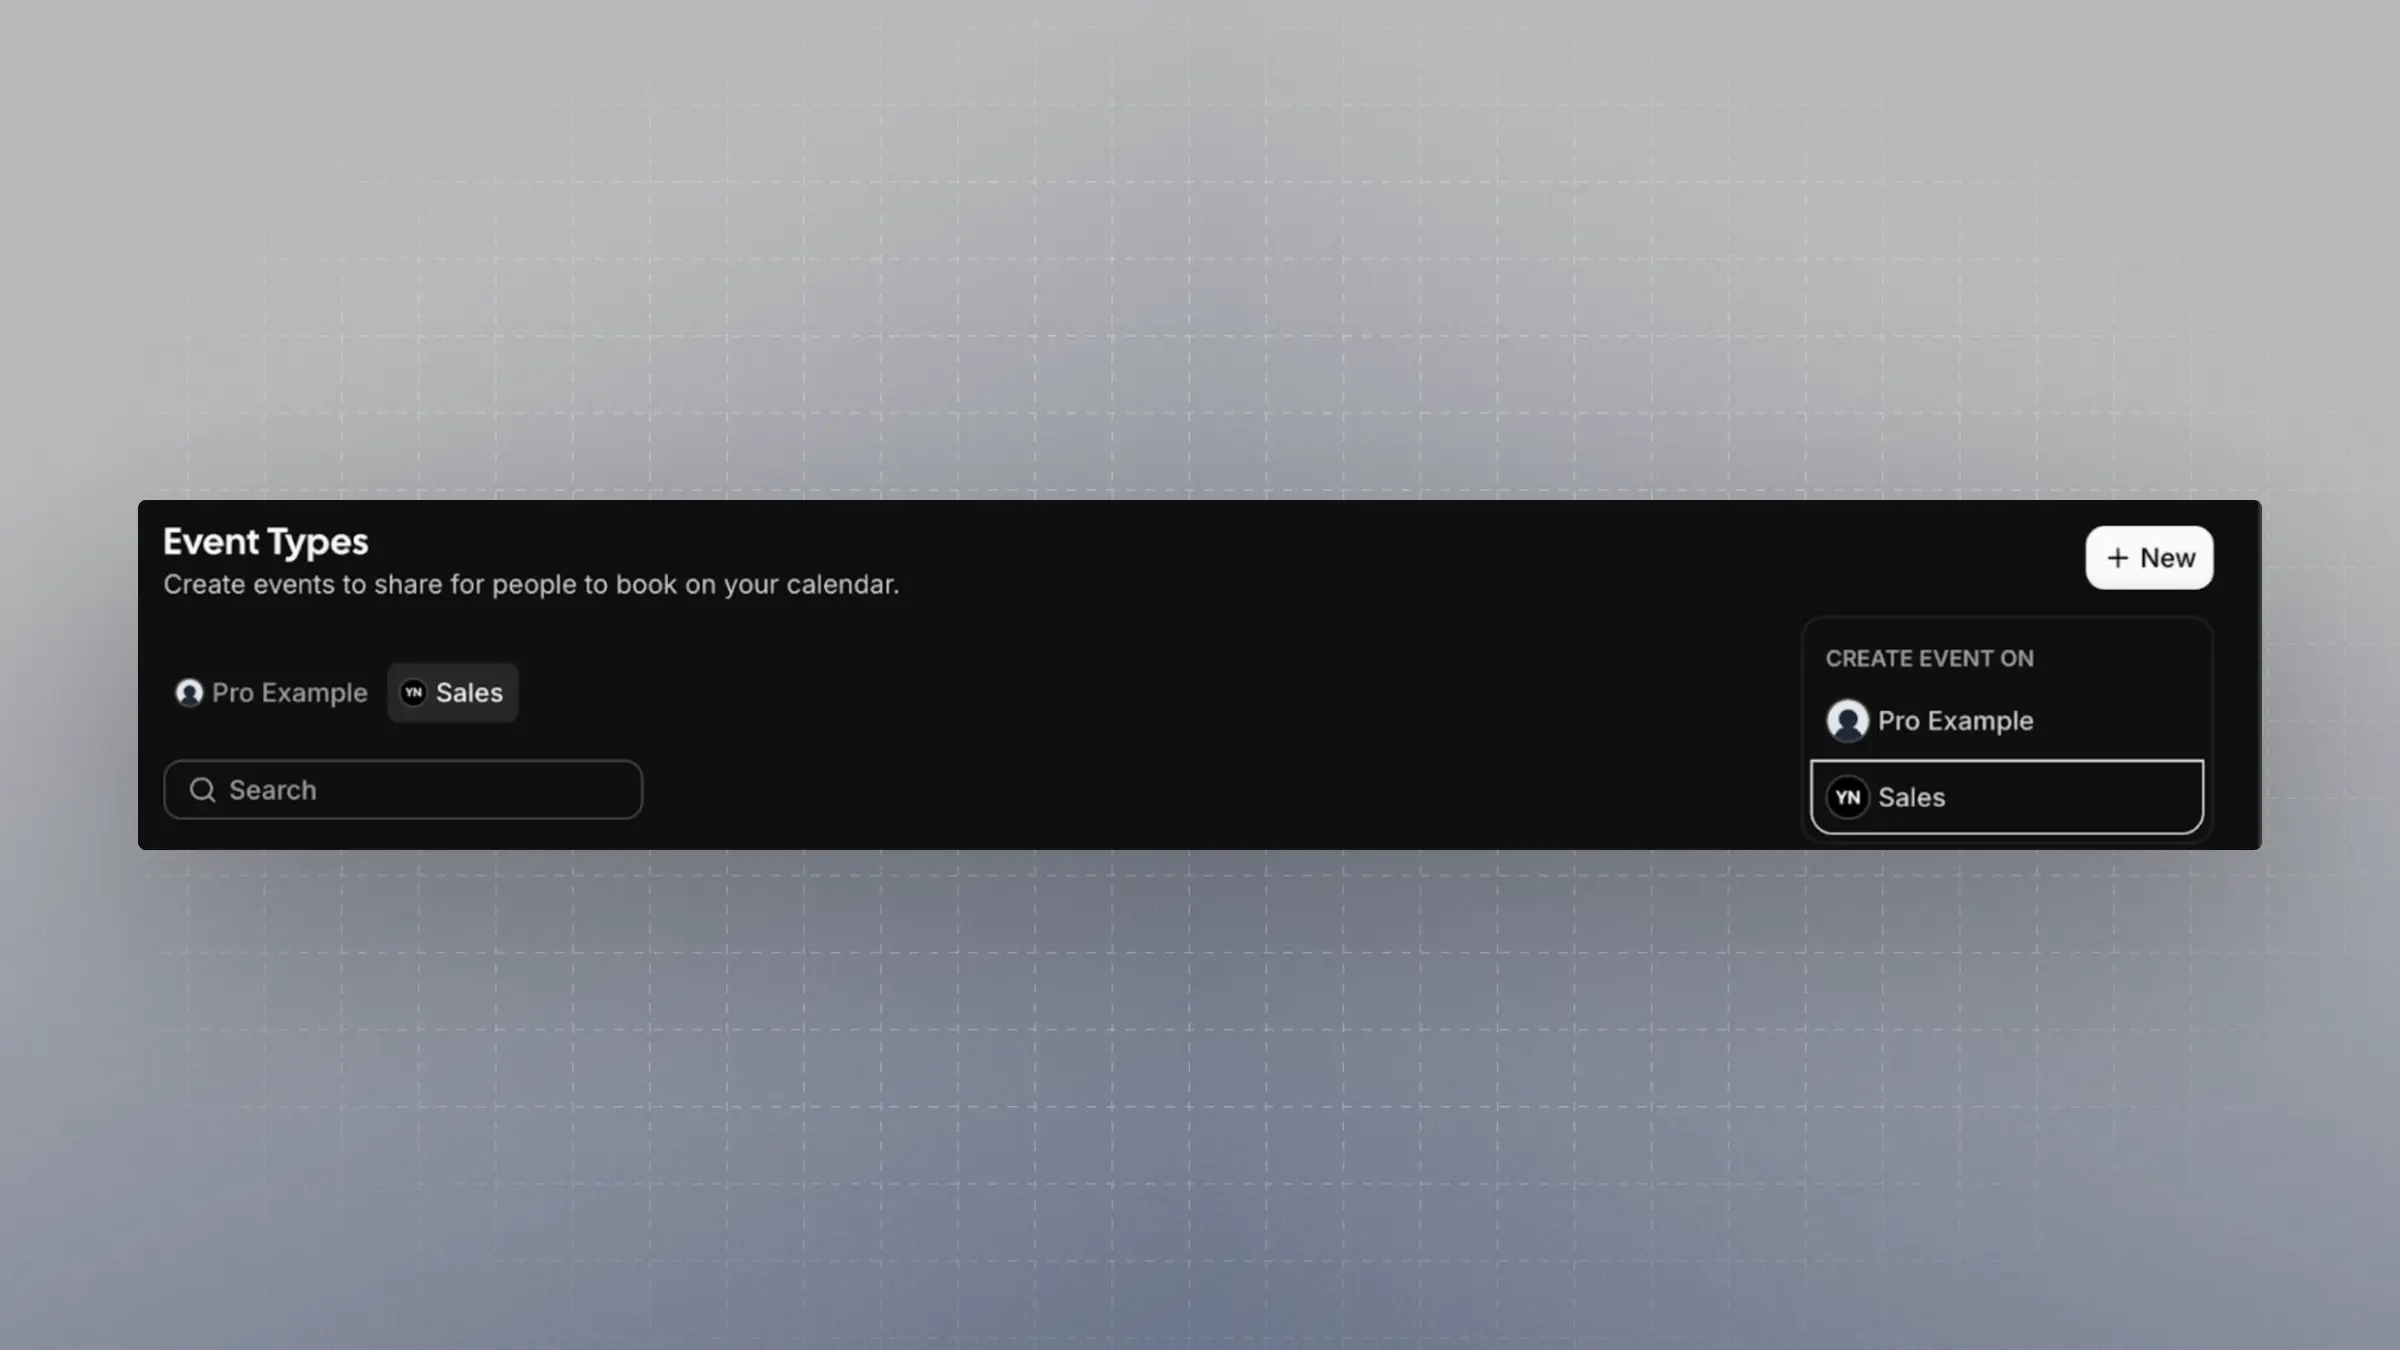 Event Types
Create events to share for people to book on your calendar.
+ New
Pro Example
YN Sales
Search
CREATE EVENT ON
Pro Example
YN Sales